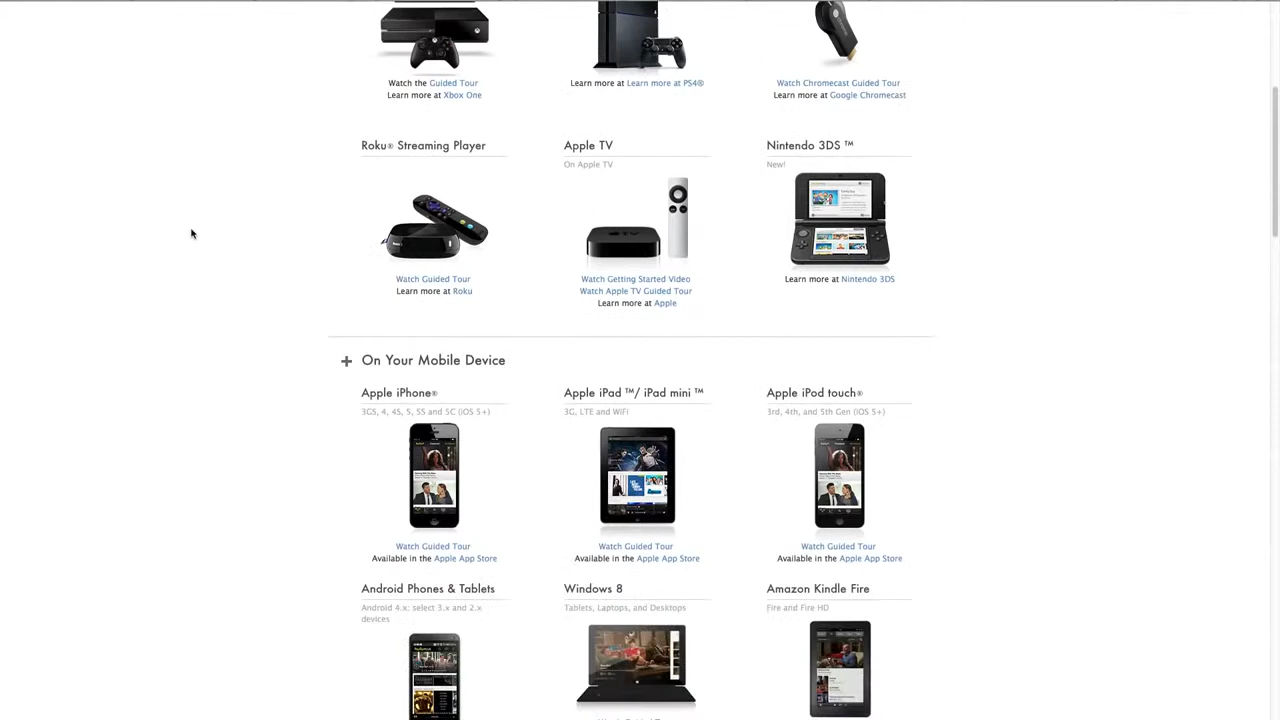 Watch the Guided Tour
Learn more at Xbox One
Learn more at Learn more at PS4®
Watch Chromecast Guided Tour
Learn more at Google Chromecast
Roku® Streaming Player
Watch Guided Tour
Learn more at Roku
Apple TV
On Apple TV
Watch Getting Started Video
Watch Apple TV Guided Tour
Learn more at Apple
Nintendo 3DS ™
New!
Learn more at Nintendo 3DS
On Your Mobile Device
Apple iPhone®
3GS, 4, 4S, 5, 5S and 5C (iOS 5+)
Watch Guided Tour
Available in the Apple App Store
Apple iPad ™/ iPad mini ™
3G, LTE and WiFi
Watch Guided Tour
Available in the Apple App Store
Apple iPod touch®
3rd, 4th, and 5th Gen (iOS 5+)
Watch Guided Tour
Available in the Apple App Store
Android Phones & Tablets
Android 4.x; select 3.x and 2.x
devices
Windows 8
Tablets, Laptops, and Desktops
Amazon Kindle Fire
Fire and Fire HD